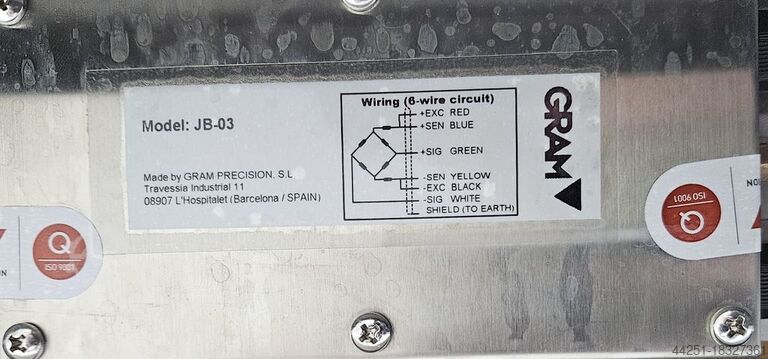 Model: JB-03
Made by GRAM PRECISION, S.L
Travessia Industrial 11
08907 L'Hospitalet (Barcelona / SPAIN)
Wiring (6-wire circuit)
+EXC RED
+SEN BLUE
+SIG GREEN
-SEN YELLOW
-EXC BLACK
-SIG WHITE
SHIELD (TO EARTH)
GRAM
Q
ISO 9001
Q
ISO 9001
44251-18327361